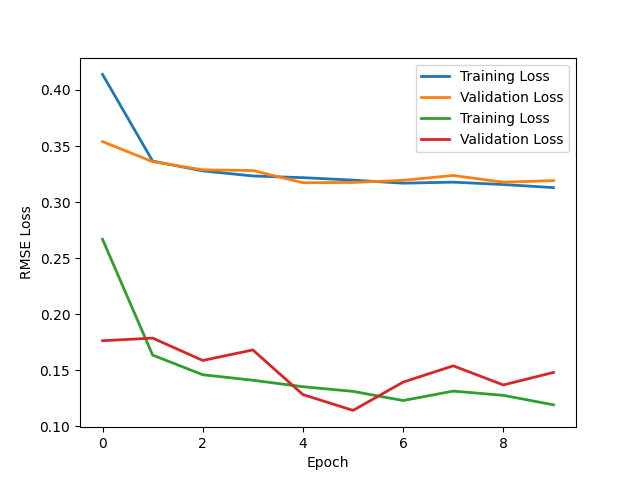 Training Loss
Validation Loss
Training Loss
Validation Loss
0.40
0.35
0.30
0.25
0.20
0.15
0.10
RMSE Loss
0 2 4 6 8
Epoch